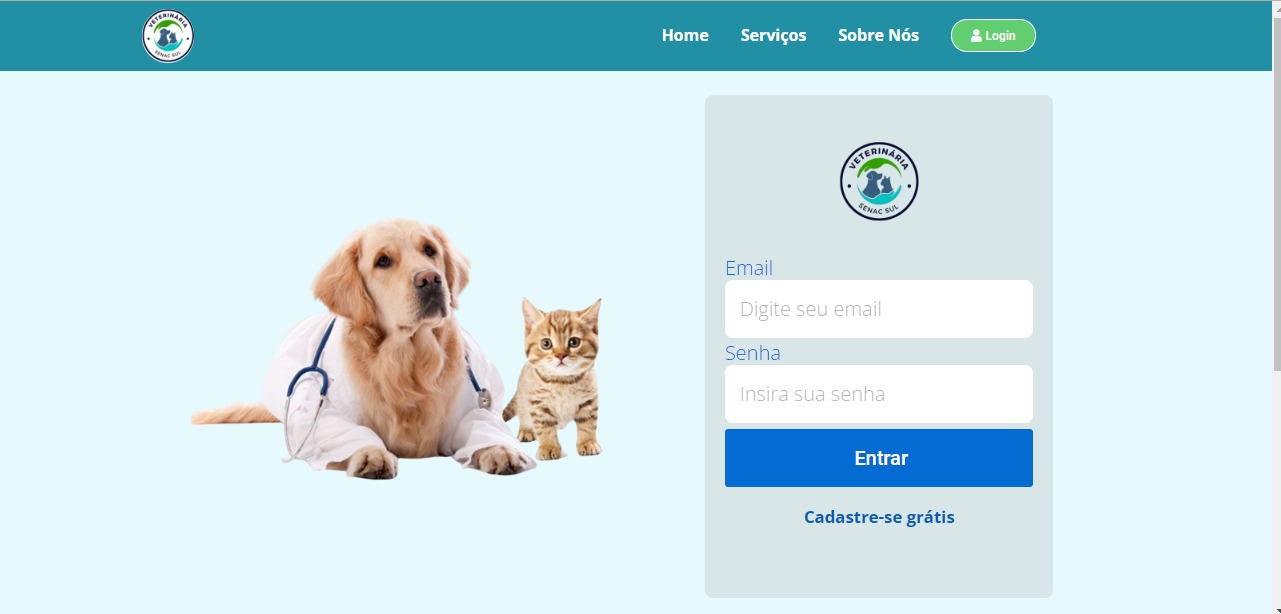 VETERINÁRIA
SENAC SUL
Home
Serviços
Sobre Nós
Login
VETERINÁRIA
SENAC SUL
Email
Digite seu email
Senha
Insira sua senha
Entrar
Cadastre-se grátis